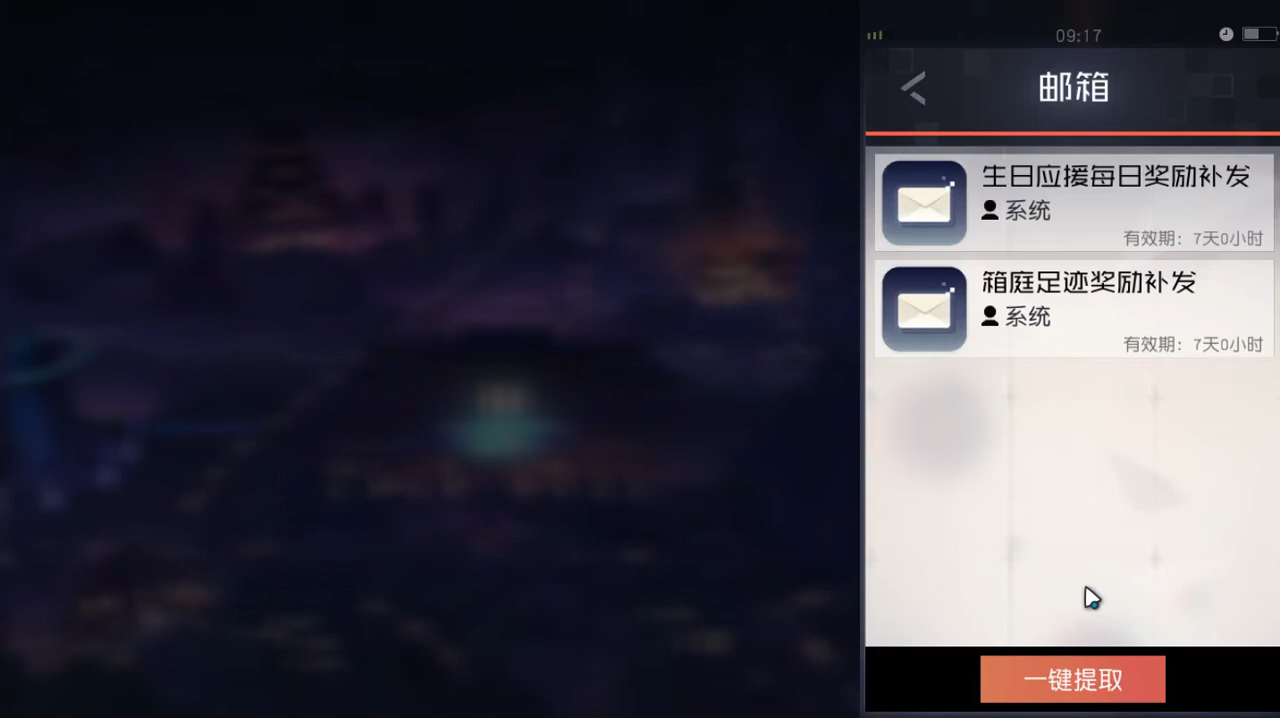 09:17
邮箱
生日应援每日奖励补发
系统
有效期：7天0小时
箱庭足迹奖励补发
系统
有效期：7天0小时
一键提取